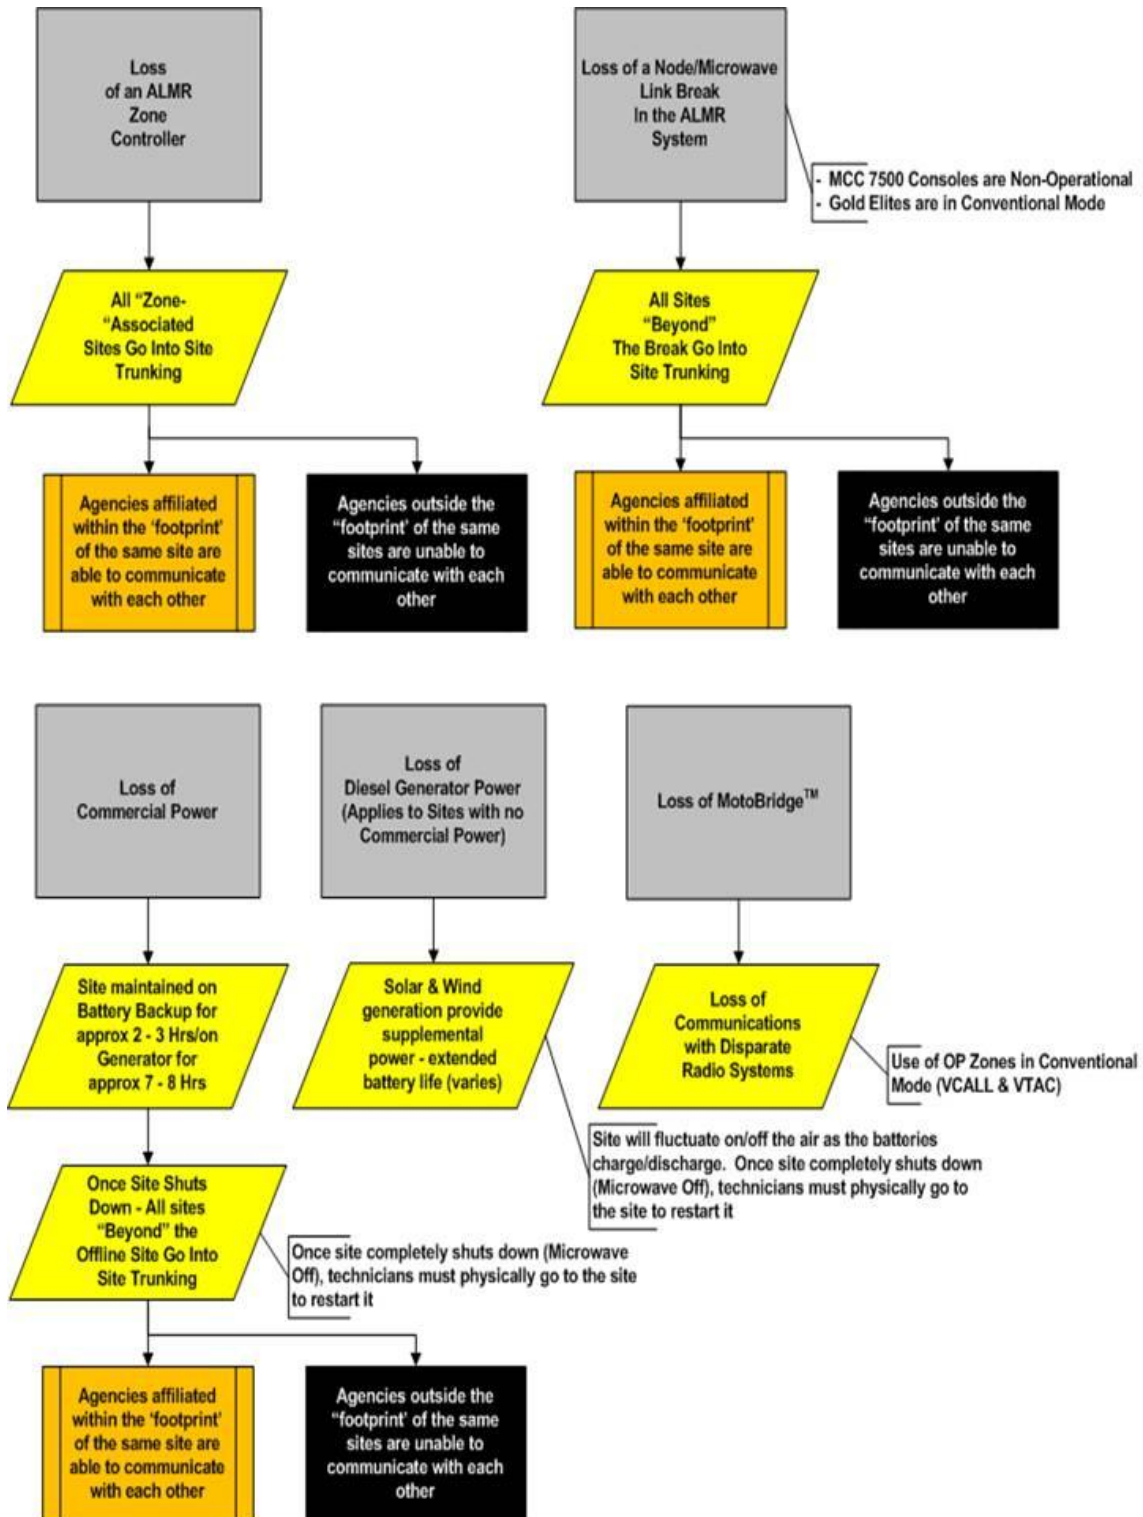 Loss
of an ALMR
Zone
Controller
Loss of a Node/Microwave
Link Break
In the ALMR
System
- MCC 7500 Consoles are Non-Operational
- Gold Elites are in Conventional Mode
All “Zone-
“Associated
Sites Go Into Site
Trunking
All Sites
“Beyond”
The Break Go Into
Site Trunking
Agencies affiliated
within the ‘footprint’
of the same site are
able to communicate
with each other
Agencies outside the
“footprint’ of the same
sites are unable to
communicate with each
other
Agencies affiliated
within the ‘footprint’
of the same site are
able to communicate
with each other
Agencies outside the
“footprint’ of the same
sites are unable to
communicate with each
other
Loss of
Commercial Power
Loss of
Diesel Generator Power
(Applies to Sites with no
Commercial Power)
Loss of MotoBridge™
Site maintained on
Battery Backup for
approx 2 - 3 Hrs/on
Generator for
approx 7 - 8 Hrs
Solar & Wind
generation provide
supplemental
power - extended
battery life (varies)
Loss of
Communications
with Disparate
Radio Systems
Use of OP Zones in Conventional
Mode (VCALL & VTAC)
Site will fluctuate on/off the air as the batteries
charge/discharge.  Once site completely shuts down
(Microwave Off), technicians must physically go to
the site to restart it
Once Site Shuts
Down - All sites
“Beyond” the
Offline Site Go Into
Site Trunking
Once site completely shuts down (Microwave
Off), technicians must physically go to the site
to restart it
Agencies affiliated
within the ‘footprint’
of the same site are
able to communicate
with each other
Agencies outside the
“footprint’ of the same
sites are unable to
communicate with each
other